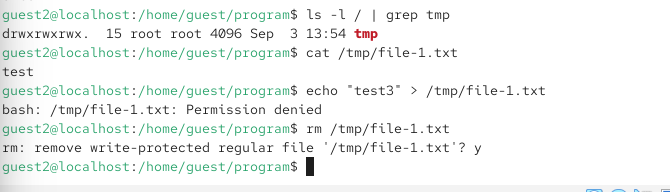 guest2@localhost:/home/guest/program$ ls -l / | grep tmp
drwxrwxrwx.  15 root root 4096 Sep  3 13:54 tmp
guest2@localhost:/home/guest/program$ cat /tmp/file-1.txt
test
guest2@localhost:/home/guest/program$ echo "test3" > /tmp/file-1.txt
bash: /tmp/file-1.txt: Permission denied
guest2@localhost:/home/guest/program$ rm /tmp/file-1.txt
rm: remove write-protected regular file '/tmp/file-1.txt'? y
guest2@localhost:/home/guest/program$